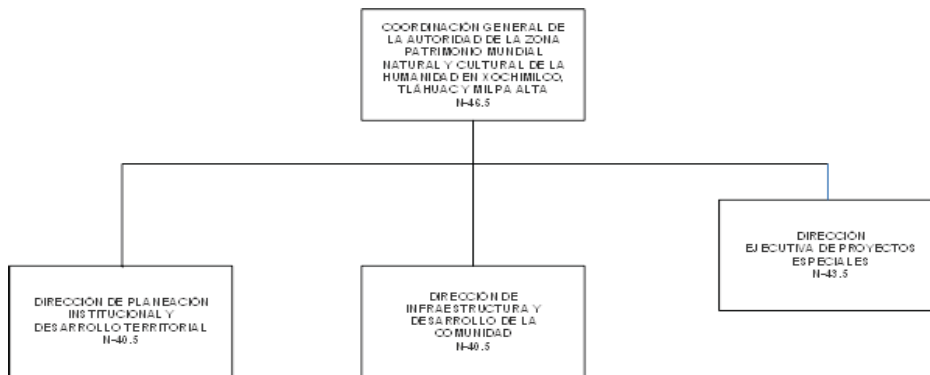 COORDINACIÓN GENERAL DE
LA AUTORIDAD DE LA ZONA
PATRIMONIO MUNDIAL
NATURAL Y CULTURAL DE LA
HUMANIDAD EN XOCHIMILCO,
TLÁHUAC Y MILPA ALTA
N-46.5
DIRECCIÓN
EJECUTIVA DE PROYECTOS
ESPECIALES
N-43.5
DIRECCIÓN DE PLANEACIÓN
INSTITUCIONAL Y
DESARROLLO TERRITORIAL
N-40.5
DIRECCIÓN DE
INFRAESTRUCTURA Y
DESARROLLO DE LA
COMUNIDAD
N-40.5